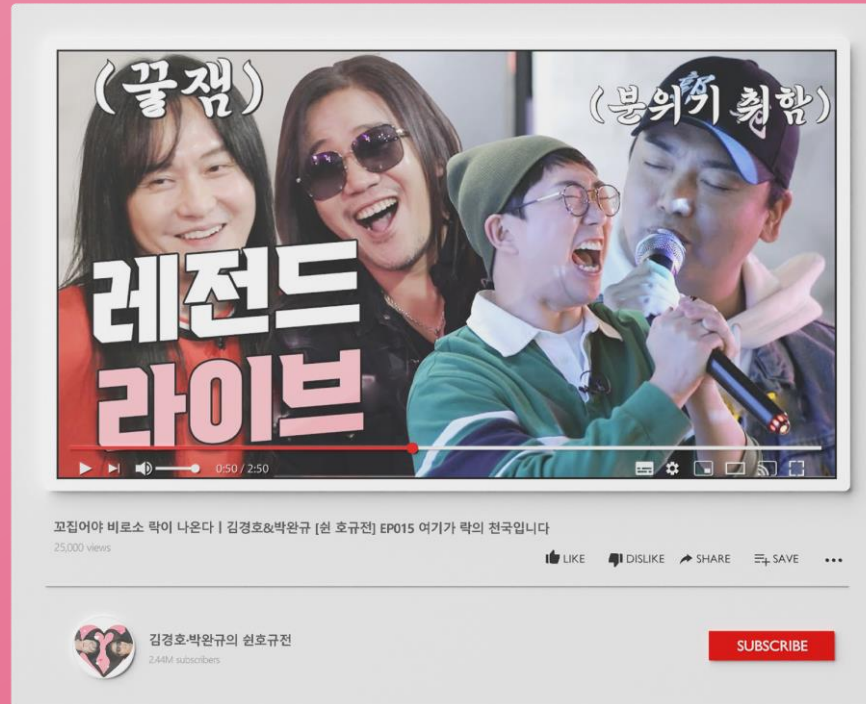 (꿀잼)
(분위기 취함)
레전드
라이브
0:50 / 2:50
꼬집어야 비로소 락이 나온다 | 김경호&박완규 [쉰 호규전] EP015 여기가 락의 천국입니다
25,000 views
LIKE DISLIKE SHARE SAVE
김경호·박완규의 쉰호규전
2.44M subscribers
SUBSCRIBE